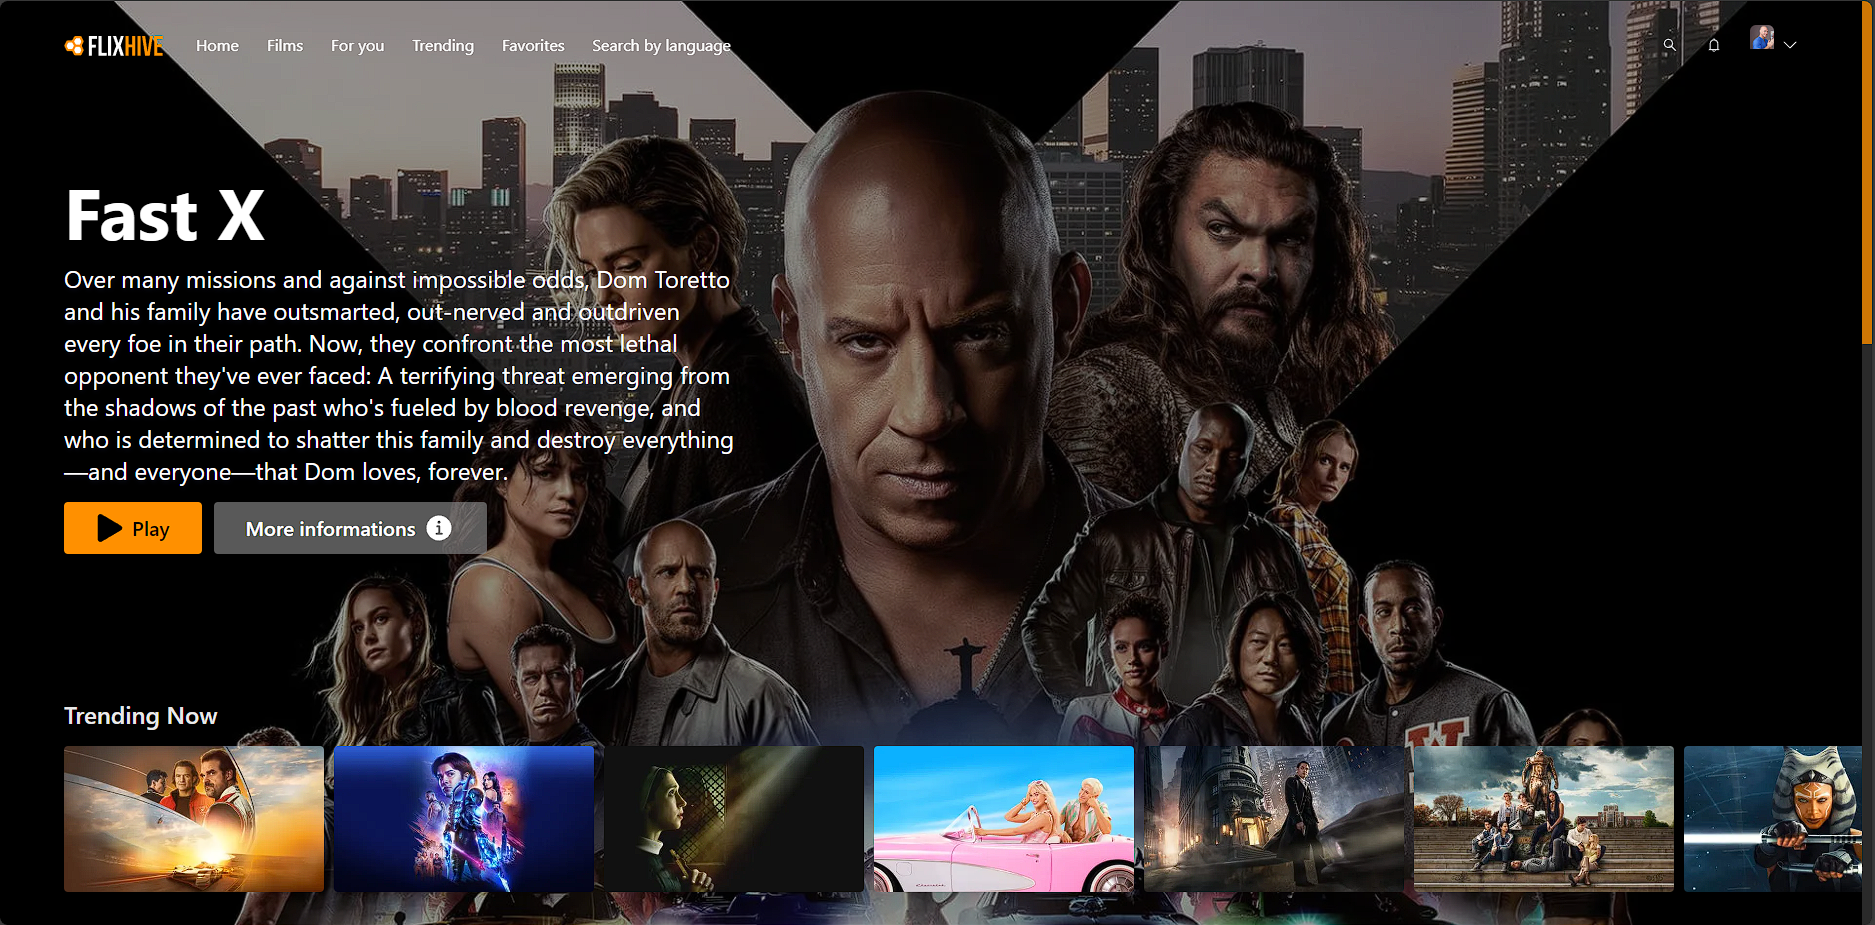 FLIXHIVE
Home Films For you Trending Favorites Search by language
Fast X
Over many missions and against impossible odds, Dom Toretto
and his family have outsmarted, out-nerved and outdriven
every foe in their path. Now, they confront the most lethal
opponent they've ever faced: A terrifying threat emerging from
the shadows of the past who's fueled by blood revenge, and
who is determined to shatter this family and destroy everything
—and everyone—that Dom loves, forever.
Play
More informations i
Trending Now